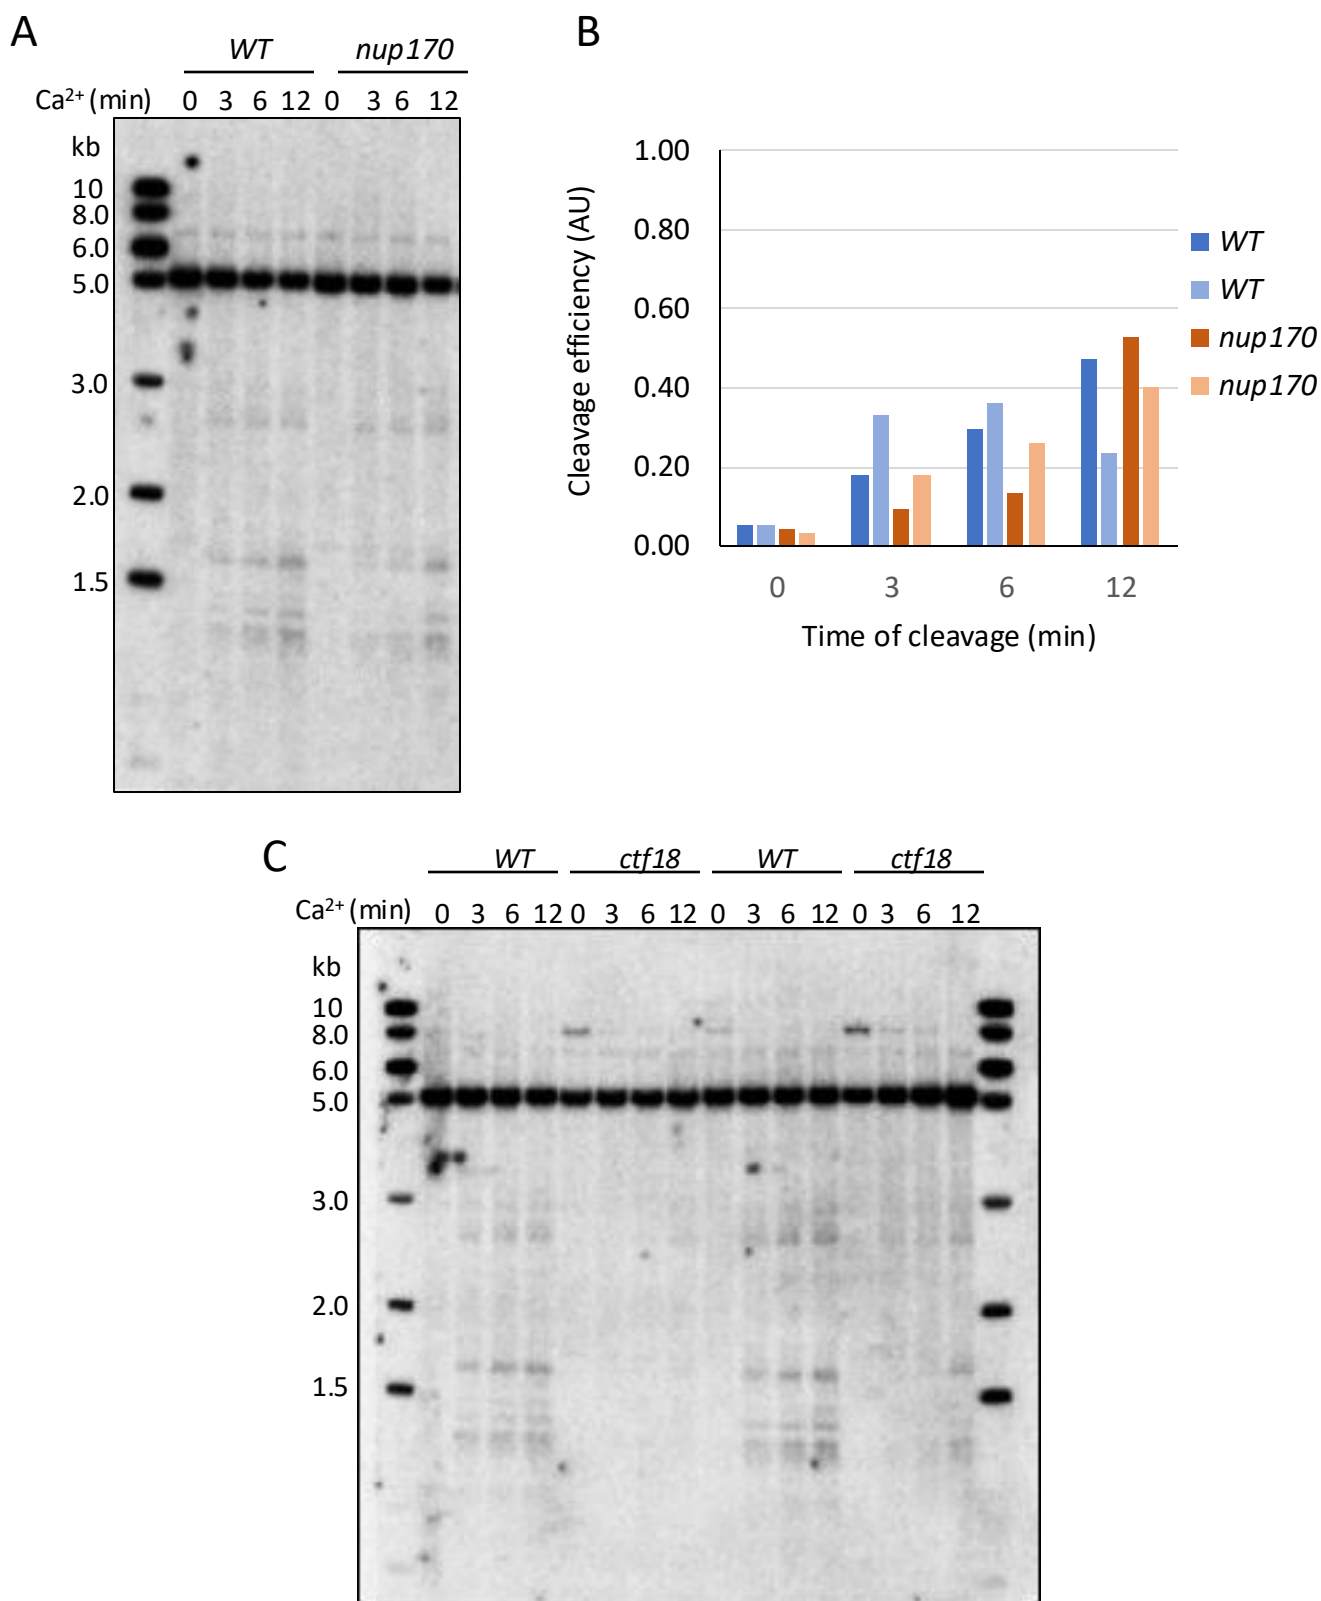 A
WT nup170
Ca²⁺ (min) 0 3 6 12 0 3 6 12
kb
10
8.0
6.0
5.0
3.0
2.0
1.5
B
Cleavage efficiency (AU)
1.00
0.80
0.60
0.40
0.20
0.00
0 3 6 12
Time of cleavage (min)
WT
WT
nup170
nup170
C
WT ctf18 WT ctf18
Ca²⁺ (min) 0 3 6 12 0 3 6 12 0 3 6 12 0 3 6 12
kb
10
8.0
6.0
5.0
3.0
2.0
1.5